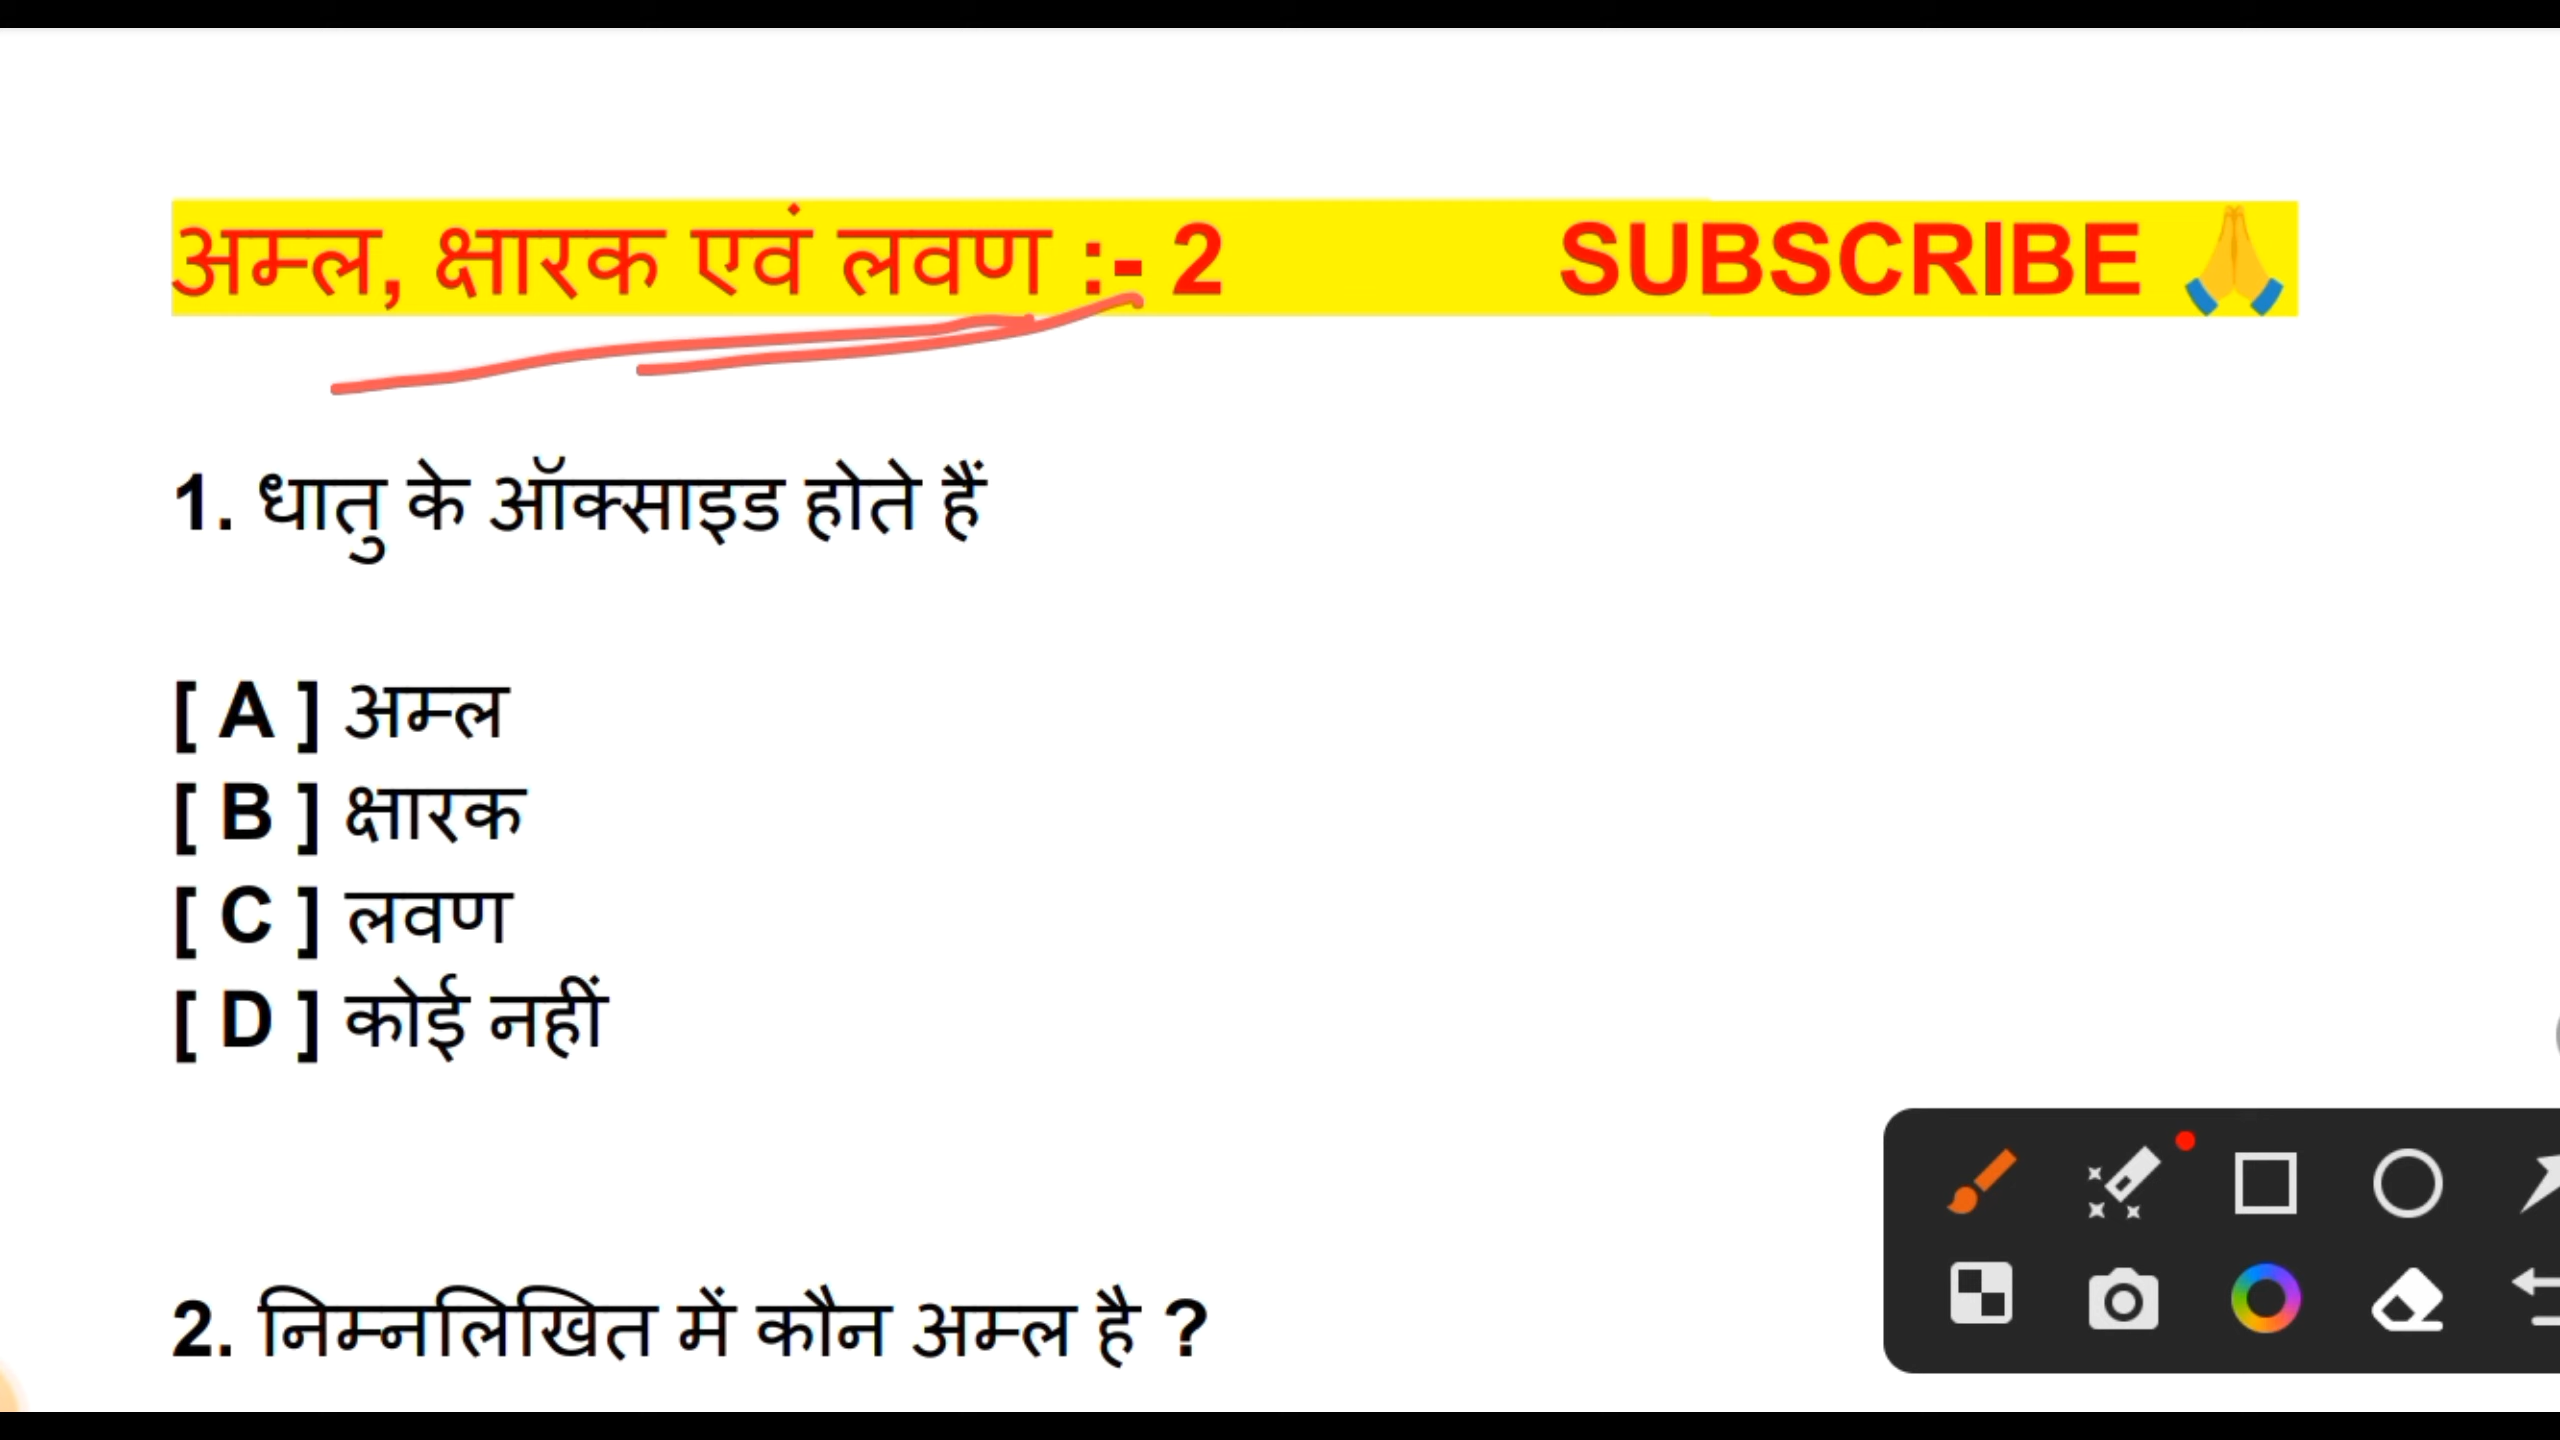 अम्ल, क्षारक एवं लवण :- 2 SUBSCRIBE 🙏
1. धातु के ऑक्साइड होते हैं
[ A ] अम्ल
[ B ] क्षारक
[ C ] लवण
[ D ] कोई नहीं
2. निम्नलिखित में कौन अम्ल है ?